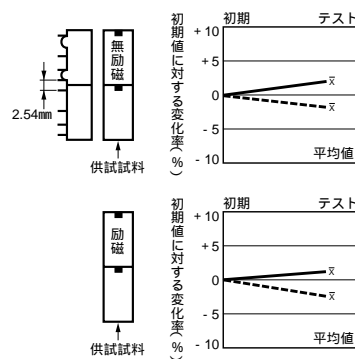 無励磁
2.54mm
供試試料
初期値に対する変化率(%)
初期
テスト
+10
+5
0
-5
-10
x̄
x̄
平均値
励磁
供試試料
初期値に対する変化率(%)
初期
テスト
+10
+5
0
-5
-10
x̄
x̄
平均値